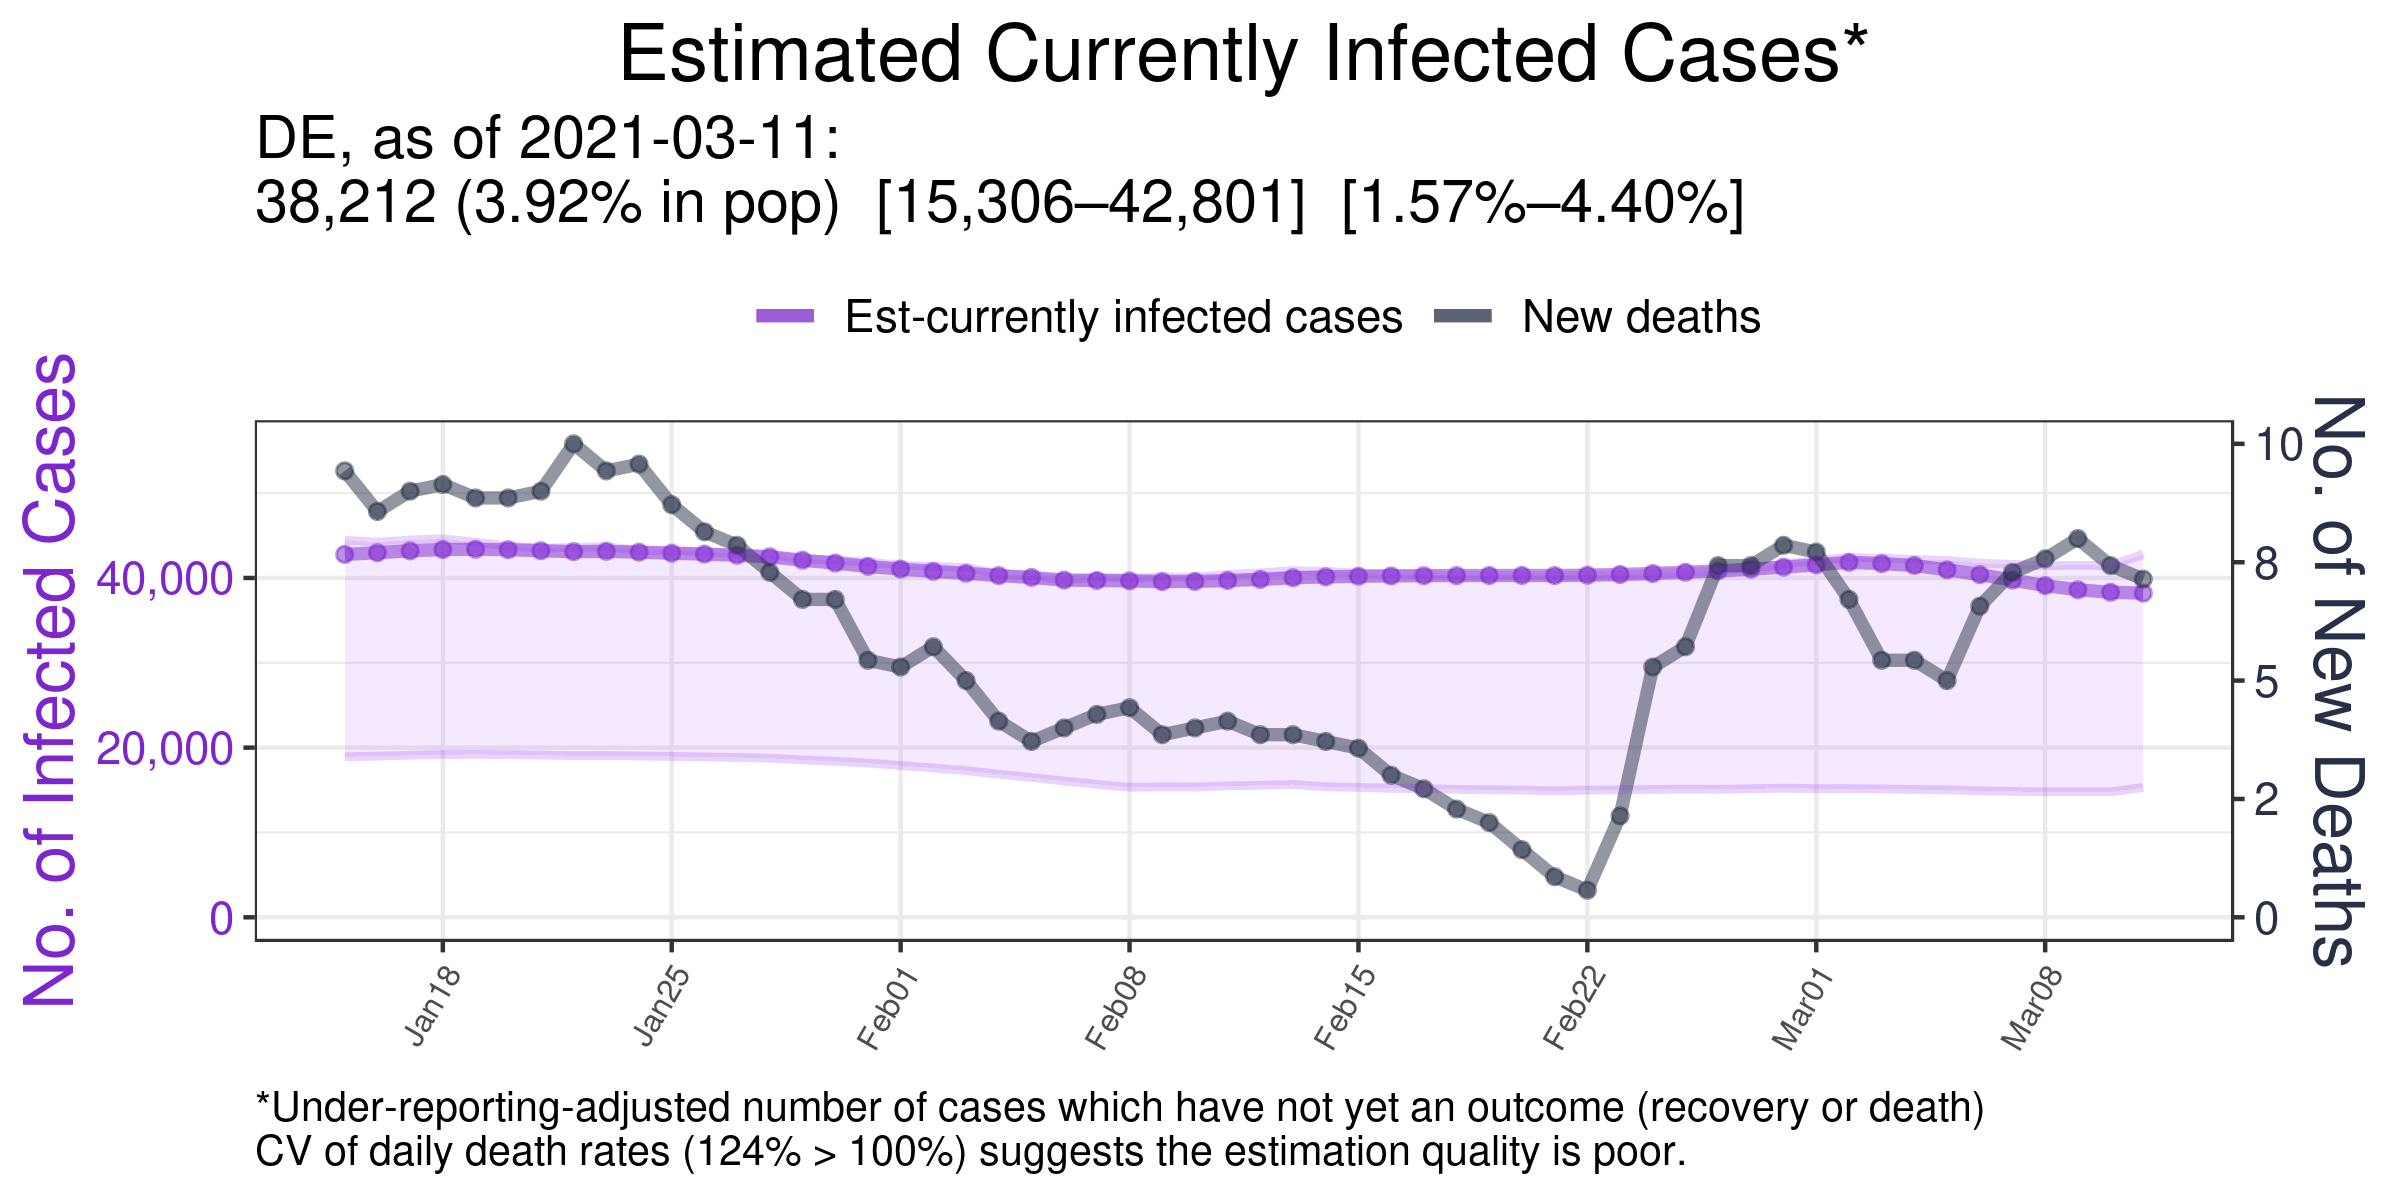 Estimated Currently Infected Cases*
DE, as of 2021-03-11:
38,212 (3.92% in pop)  [15,306–42,801]  [1.57%–4.40%]
Est-currently infected cases
New deaths
No. of Infected Cases
40,000
20,000
0
10
8
5
2
0
No. of New Deaths
Jan18
Jan25
Feb01
Feb08
Feb15
Feb22
Mar01
Mar08
*Under-reporting-adjusted number of cases which have not yet an outcome (recovery or death)
CV of daily death rates (124% > 100%) suggests the estimation quality is poor.